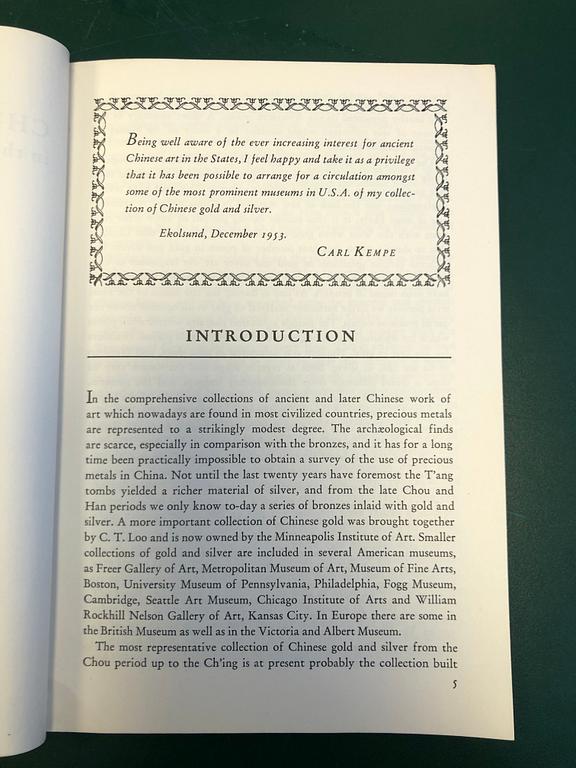 Being well aware of the ever increasing interest for ancient
Chinese art in the States, I feel happy and take it as a privilege
that it has been possible to arrange for a circulation amongst
some of the most prominent museums in U.S.A. of my collec-
tion of Chinese gold and silver.
Ekolsund, December 1953.
CARL KEMPE
INTRODUCTION
In the comprehensive collections of ancient and later Chinese work of
art which nowadays are found in most civilized countries, precious metals
are represented to a strikingly modest degree. The archæological finds
are scarce, especially in comparison with the bronzes, and it has for a long
time been practically impossible to obtain a survey of the use of precious
metals in China. Not until the last twenty years have foremost the T'ang
tombs yielded a richer material of silver, and from the late Chou and
Han periods we only know to-day a series of bronzes inlaid with gold and
silver. A more important collection of Chinese gold was brought together
by C. T. Loo and is now owned by the Minneapolis Institute of Art. Smaller
collections of gold and silver are included in several American museums,
as Freer Gallery of Art, Metropolitan Museum of Art, Museum of Fine Arts,
Boston, University Museum of Pennsylvania, Philadelphia, Fogg Museum,
Cambridge, Seattle Art Museum, Chicago Institute of Arts and William
Rockhill Nelson Gallery of Art, Kansas City. In Europe there are some in
the British Museum as well as in the Victoria and Albert Museum.
The most representative collection of Chinese gold and silver from the
Chou period up to the Ch'ing is at present probably the collection built
5